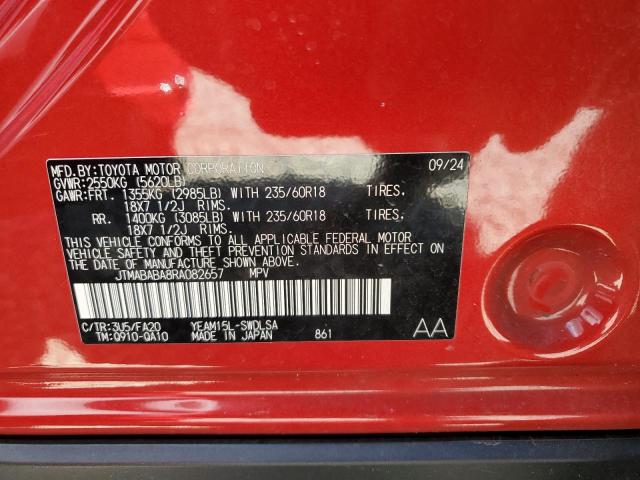 MFD.BY:TOYOTA MOTOR CORPORATION 09/24
GVWR:2550KG (5620LB)
GAWR:FRT. 1355KG (2985LB) WITH 235/60R18 TIRES.
18X7 1/2J RIMS.
RR. 1400KG (3085LB) WITH 235/60R18 TIRES.
18X7 1/2J RIMS.
THIS VEHICLE CONFORMS TO ALL APPLICABLE FEDERAL MOTOR
VEHICLE SAFETY AND BUMPER STANDARDS IN EFFECT ON
THE DATE OF MANUFACTURE SHOWN ABOVE.
JTMABABA8RA082657 MPV
C/TR:3U5/FA20 YEAM15L-SWDLSA
TM:Q910-QA10 MADE IN JAPAN 861 AA